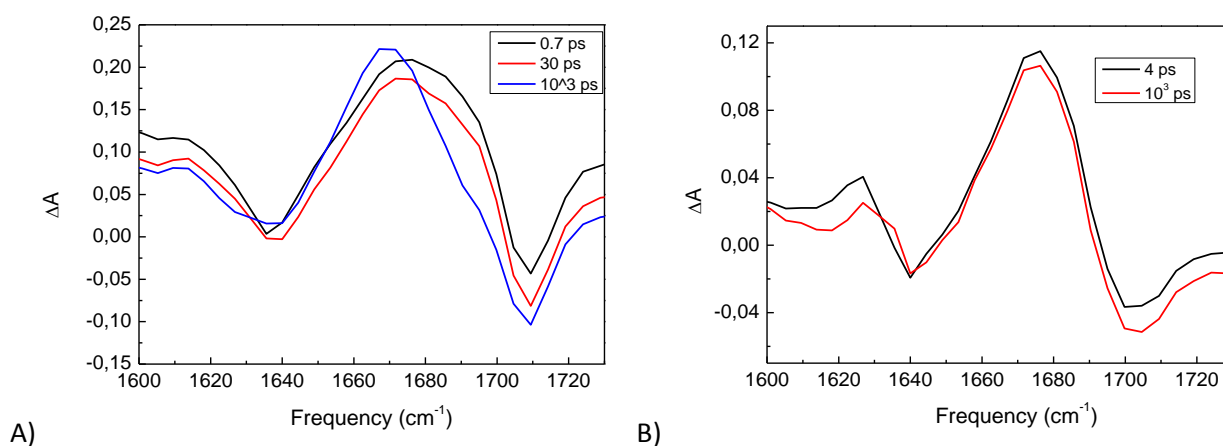 0,25
0,20
0,15
0,10
0,05
0,00
-0,05
-0,10
-0,15
ΔA
0.7 ps
30 ps
10^3 ps
1600 1620 1640 1660 1680 1700 1720
Frequency (cm⁻¹)
A)
0,12
0,08
0,04
0,00
-0,04
ΔA
4 ps
10³ ps
1600 1620 1640 1660 1680 1700 1720
Frequency (cm⁻¹)
B)